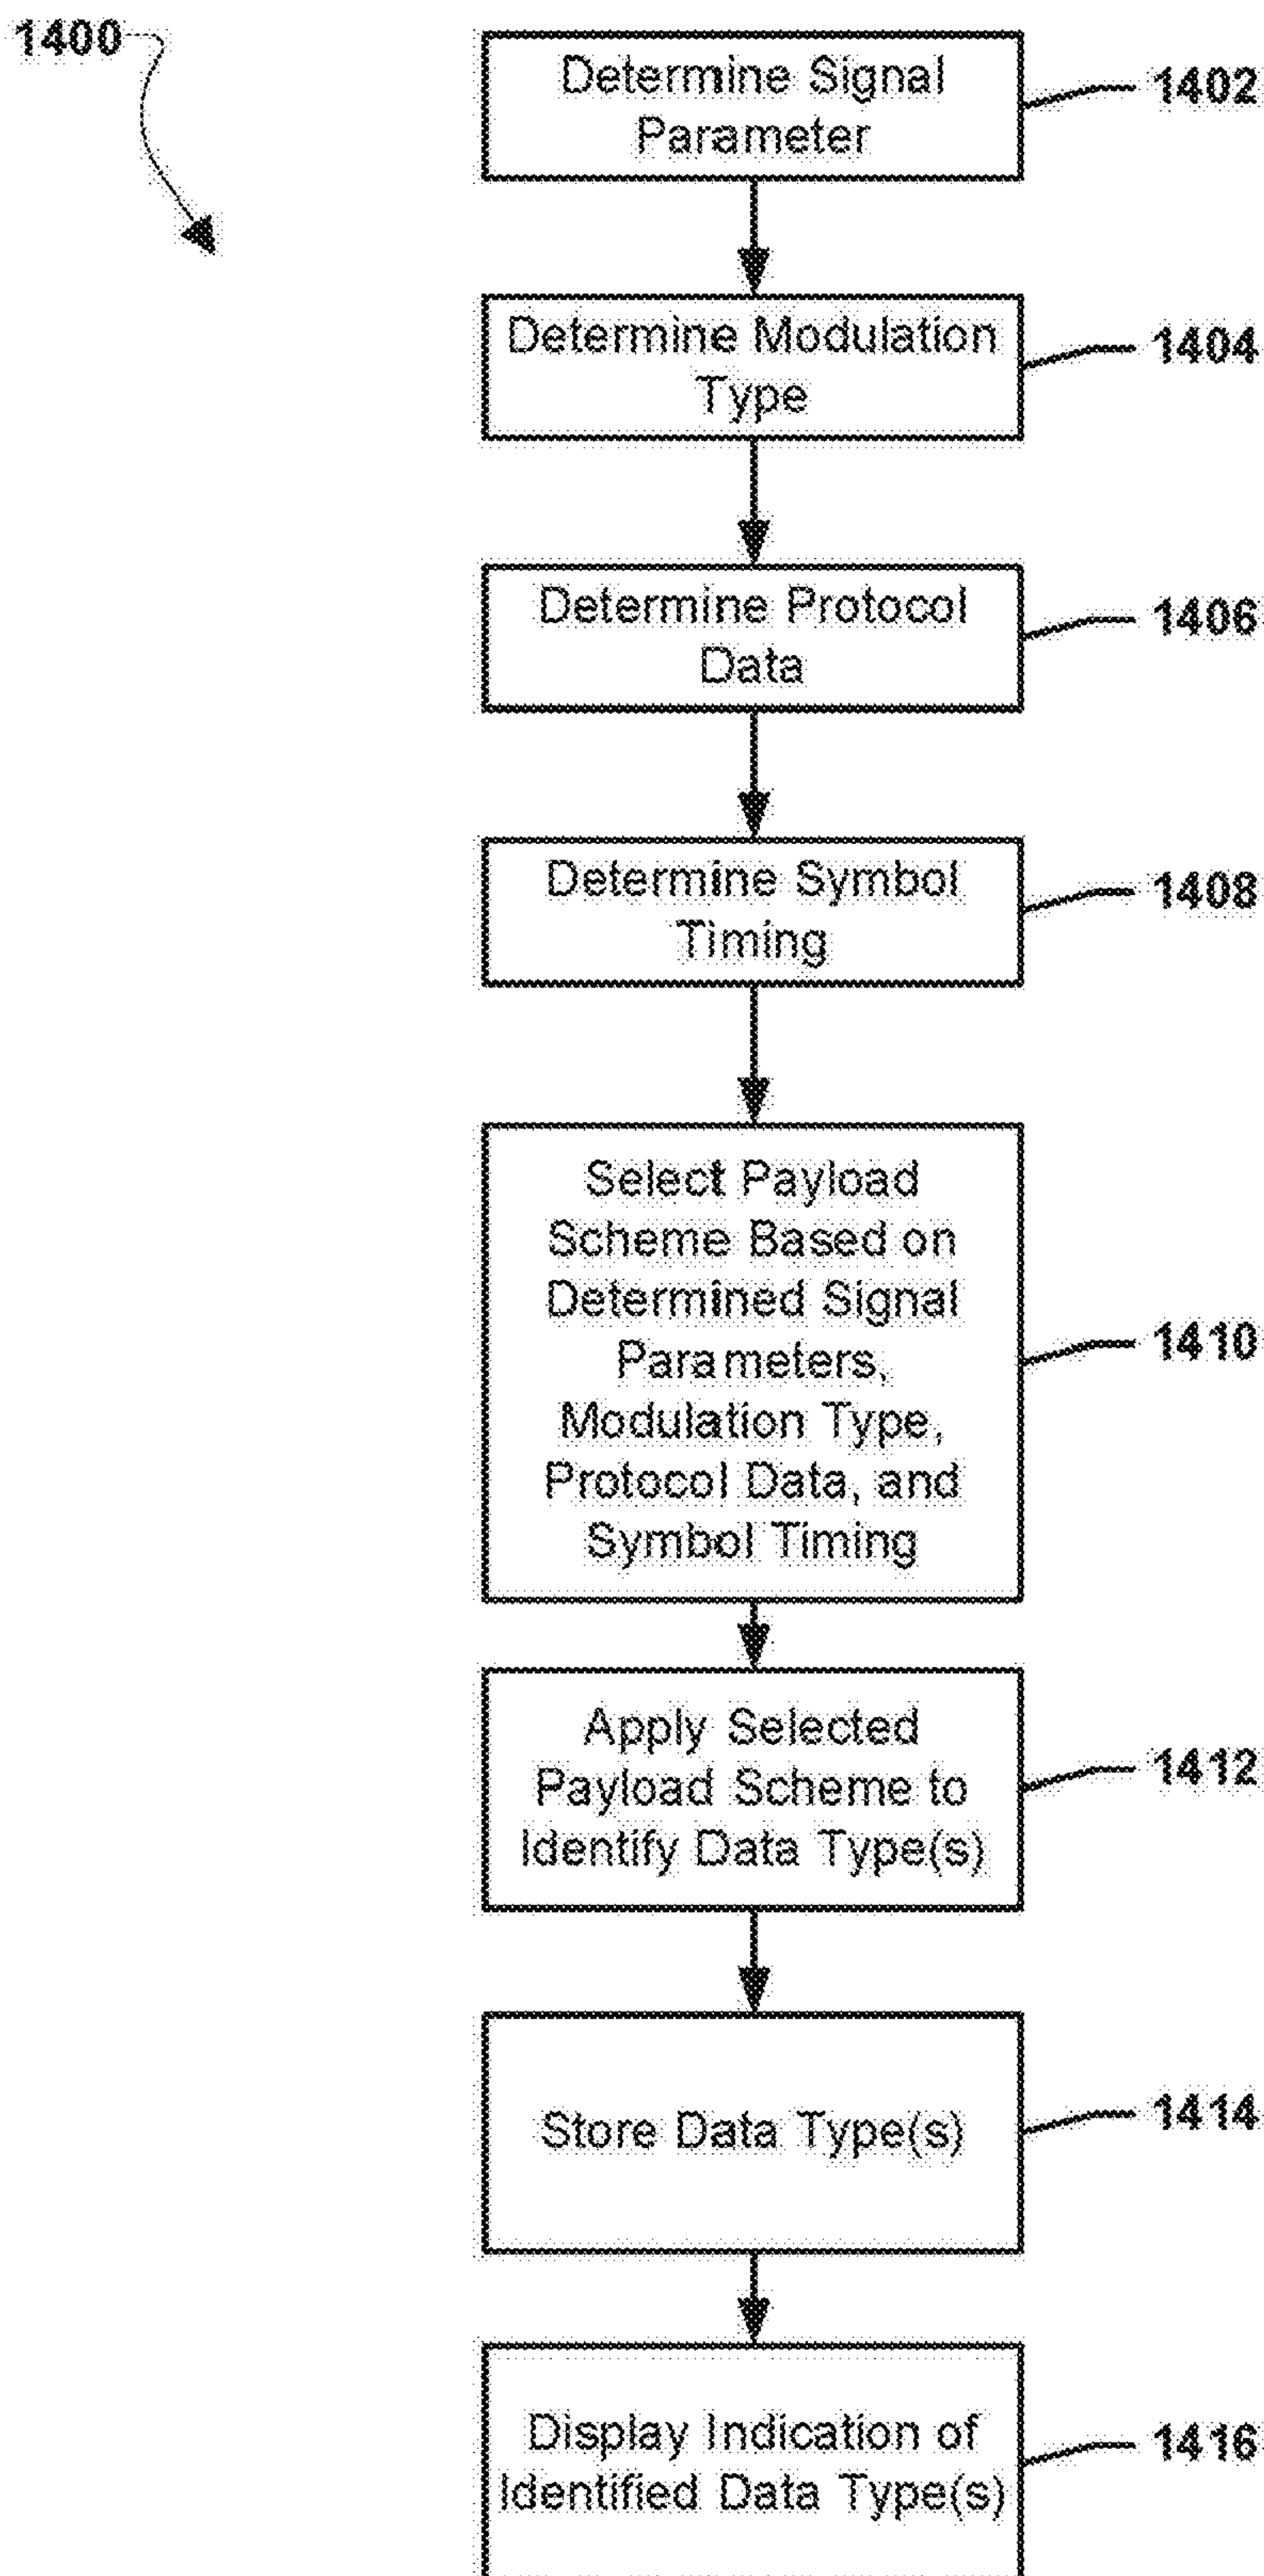 1400
Determine Signal
Parameter
1402
Determine Modulation
Type
1404
Determine Protocol
Data
1406
Determine Symbol
Timing
1408
Select Payload
Scheme Based on
Determined Signal
Parameters,
Modulation Type,
Protocol Data, and
Symbol Timing
1410
Apply Selected
Payload Scheme to
Identify Data Type(s)
1412
Store Data Type(s)
1414
Display Indication of
Identified Data Type(s)
1416